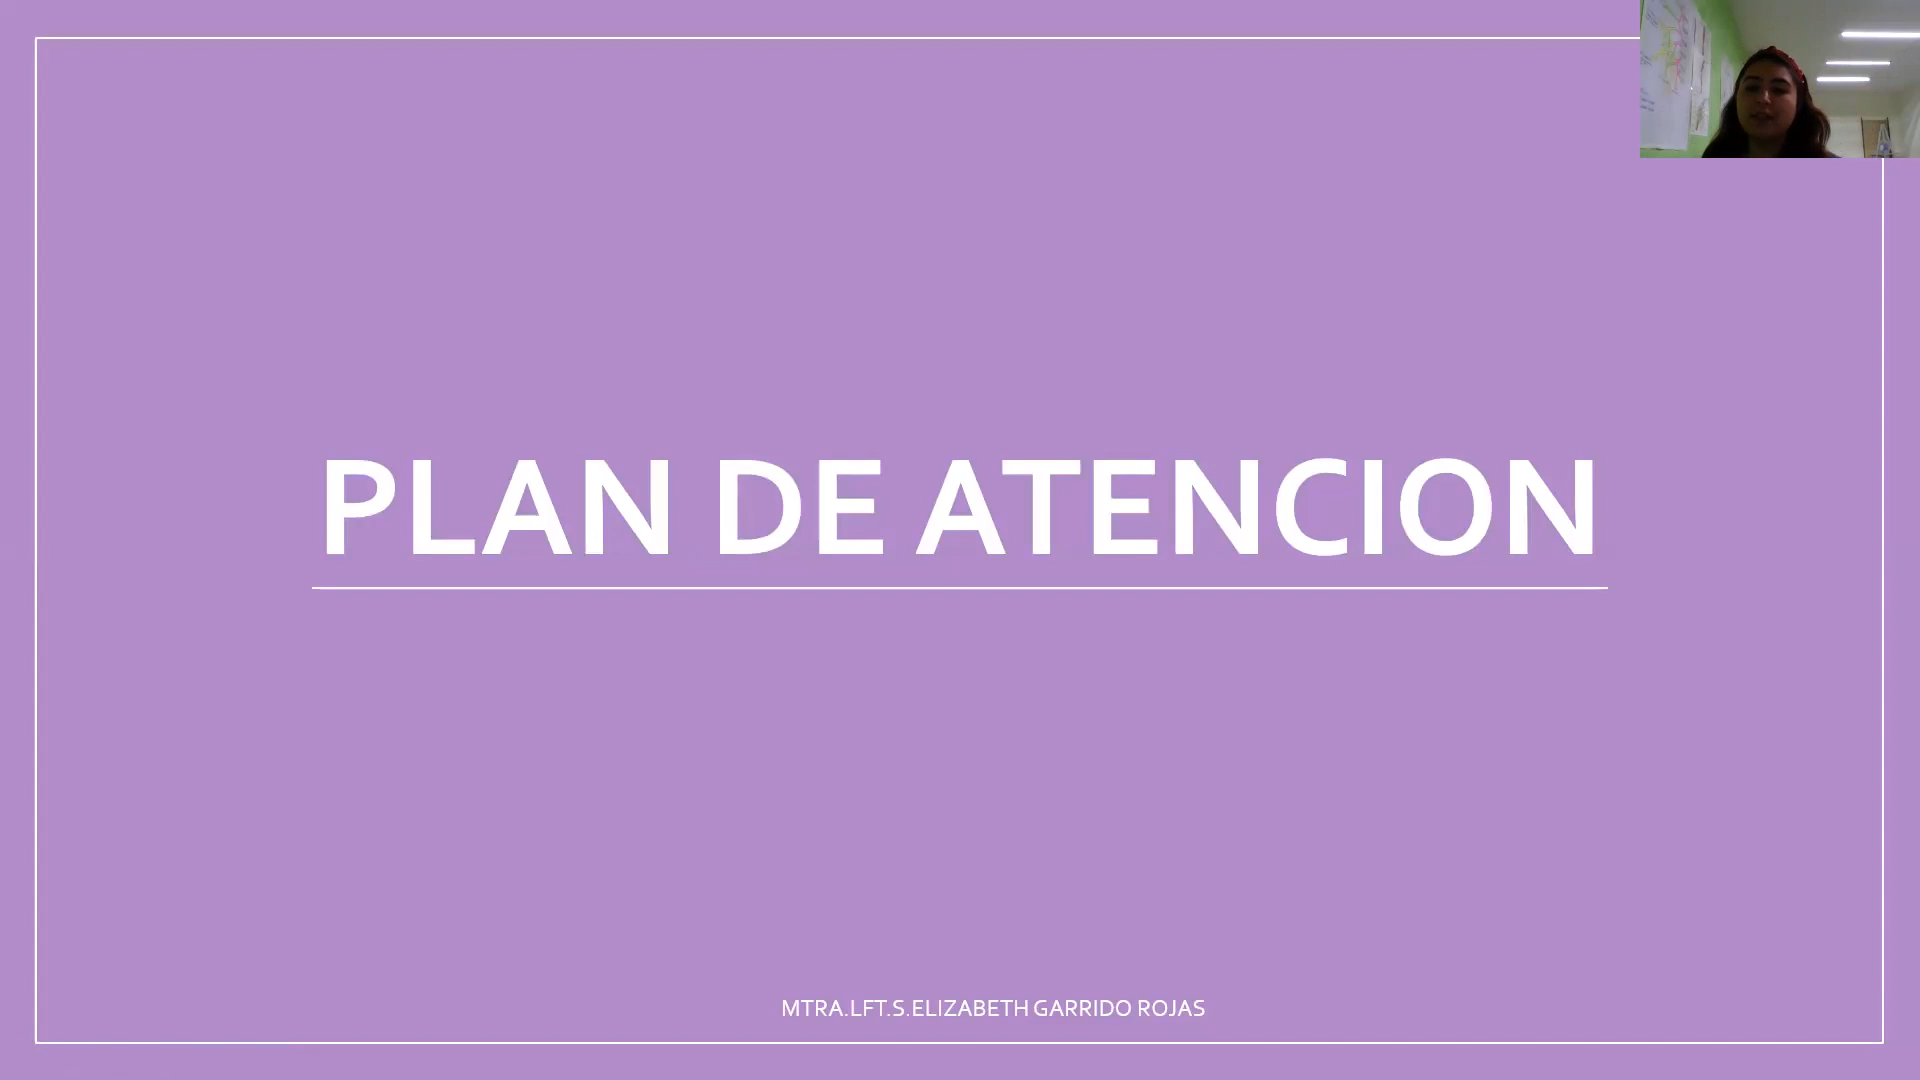 PLAN DE ATENCION
MTRA.LFT.S.ELIZABETH GARRIDO ROJAS